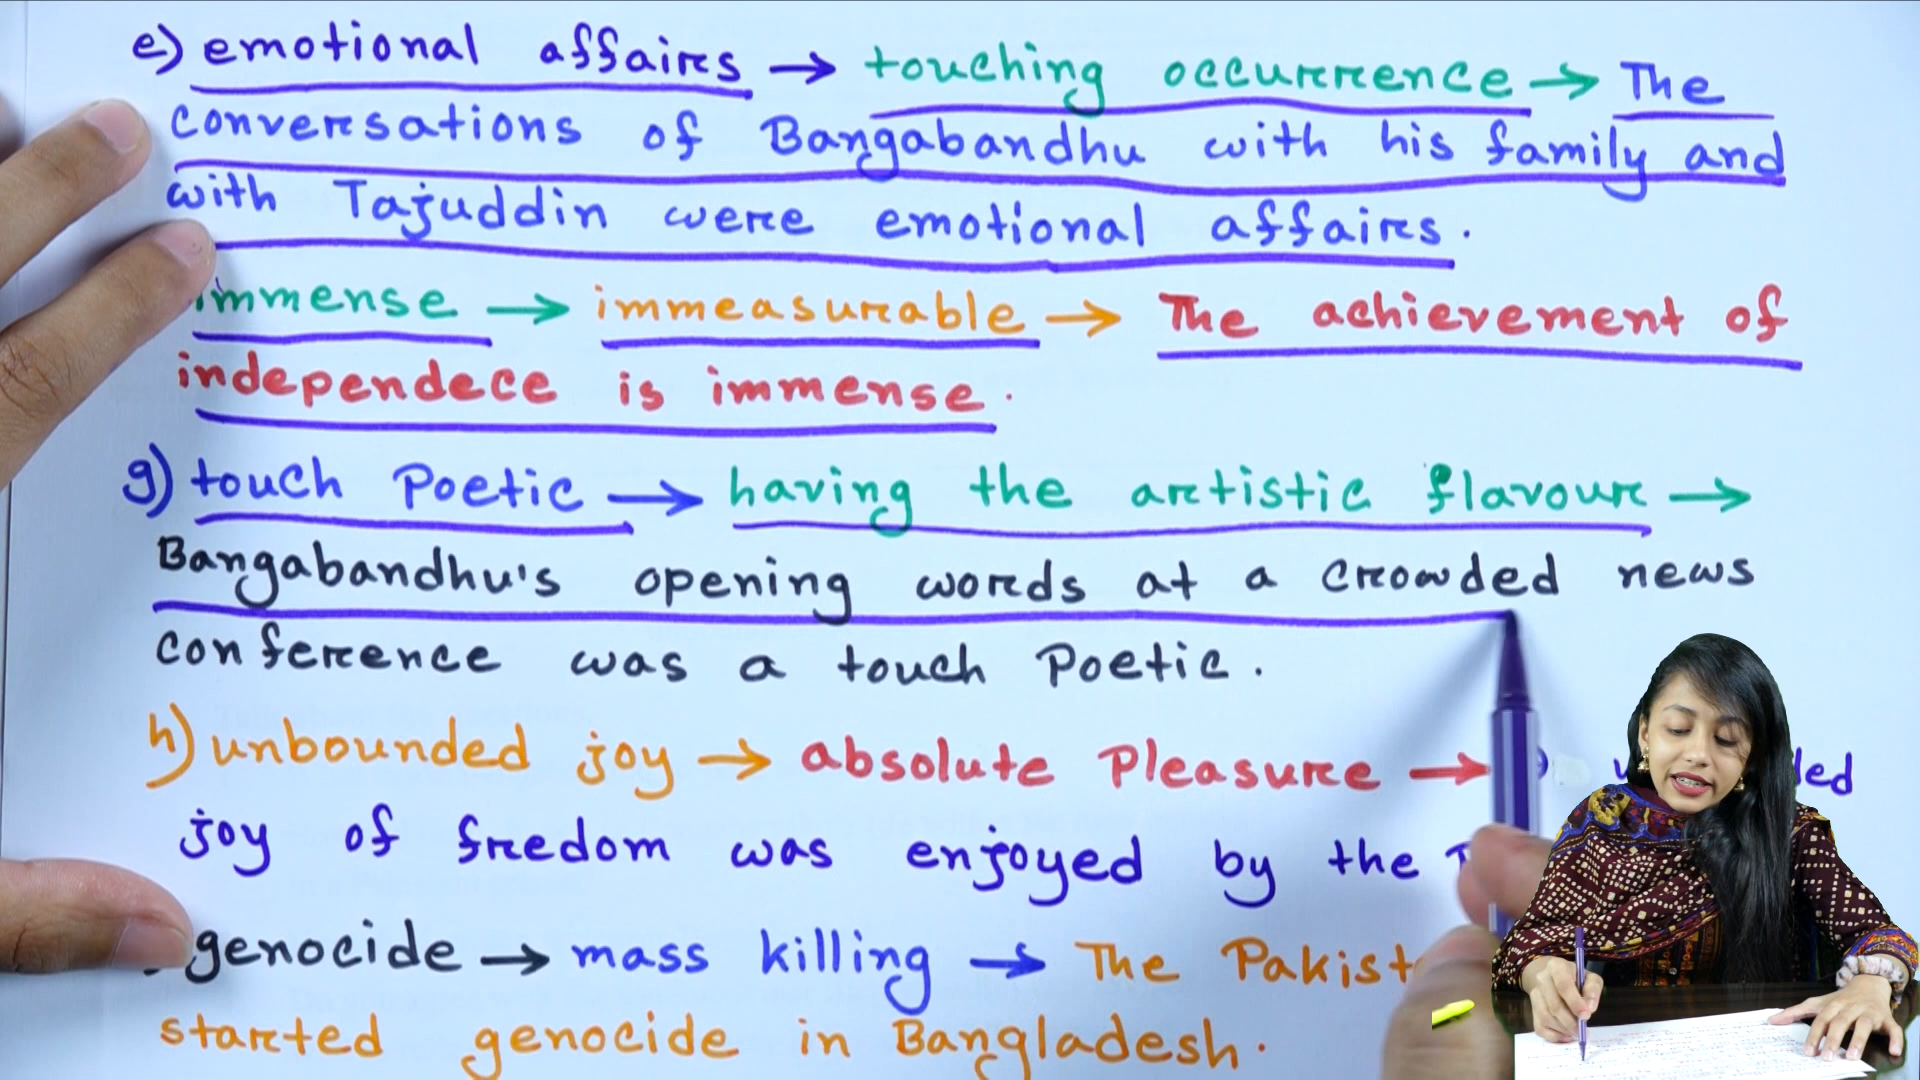 e) emotional affairs → touching occurrence → The
conversations of Bangabandhu with his family and
with Tajuddin were emotional affairs.
immense → immeasurable → The achievement of
independece is immense.
g) touch Poetic → having the artistic flavour →
Bangabandhu's opening words at a crowded news
conference was a touch Poetic.
h) unbounded joy → absolute Pleasure →
joy of fredom was enjoyed by the
genocide → mass killing → The
started genocide in Bangladesh.